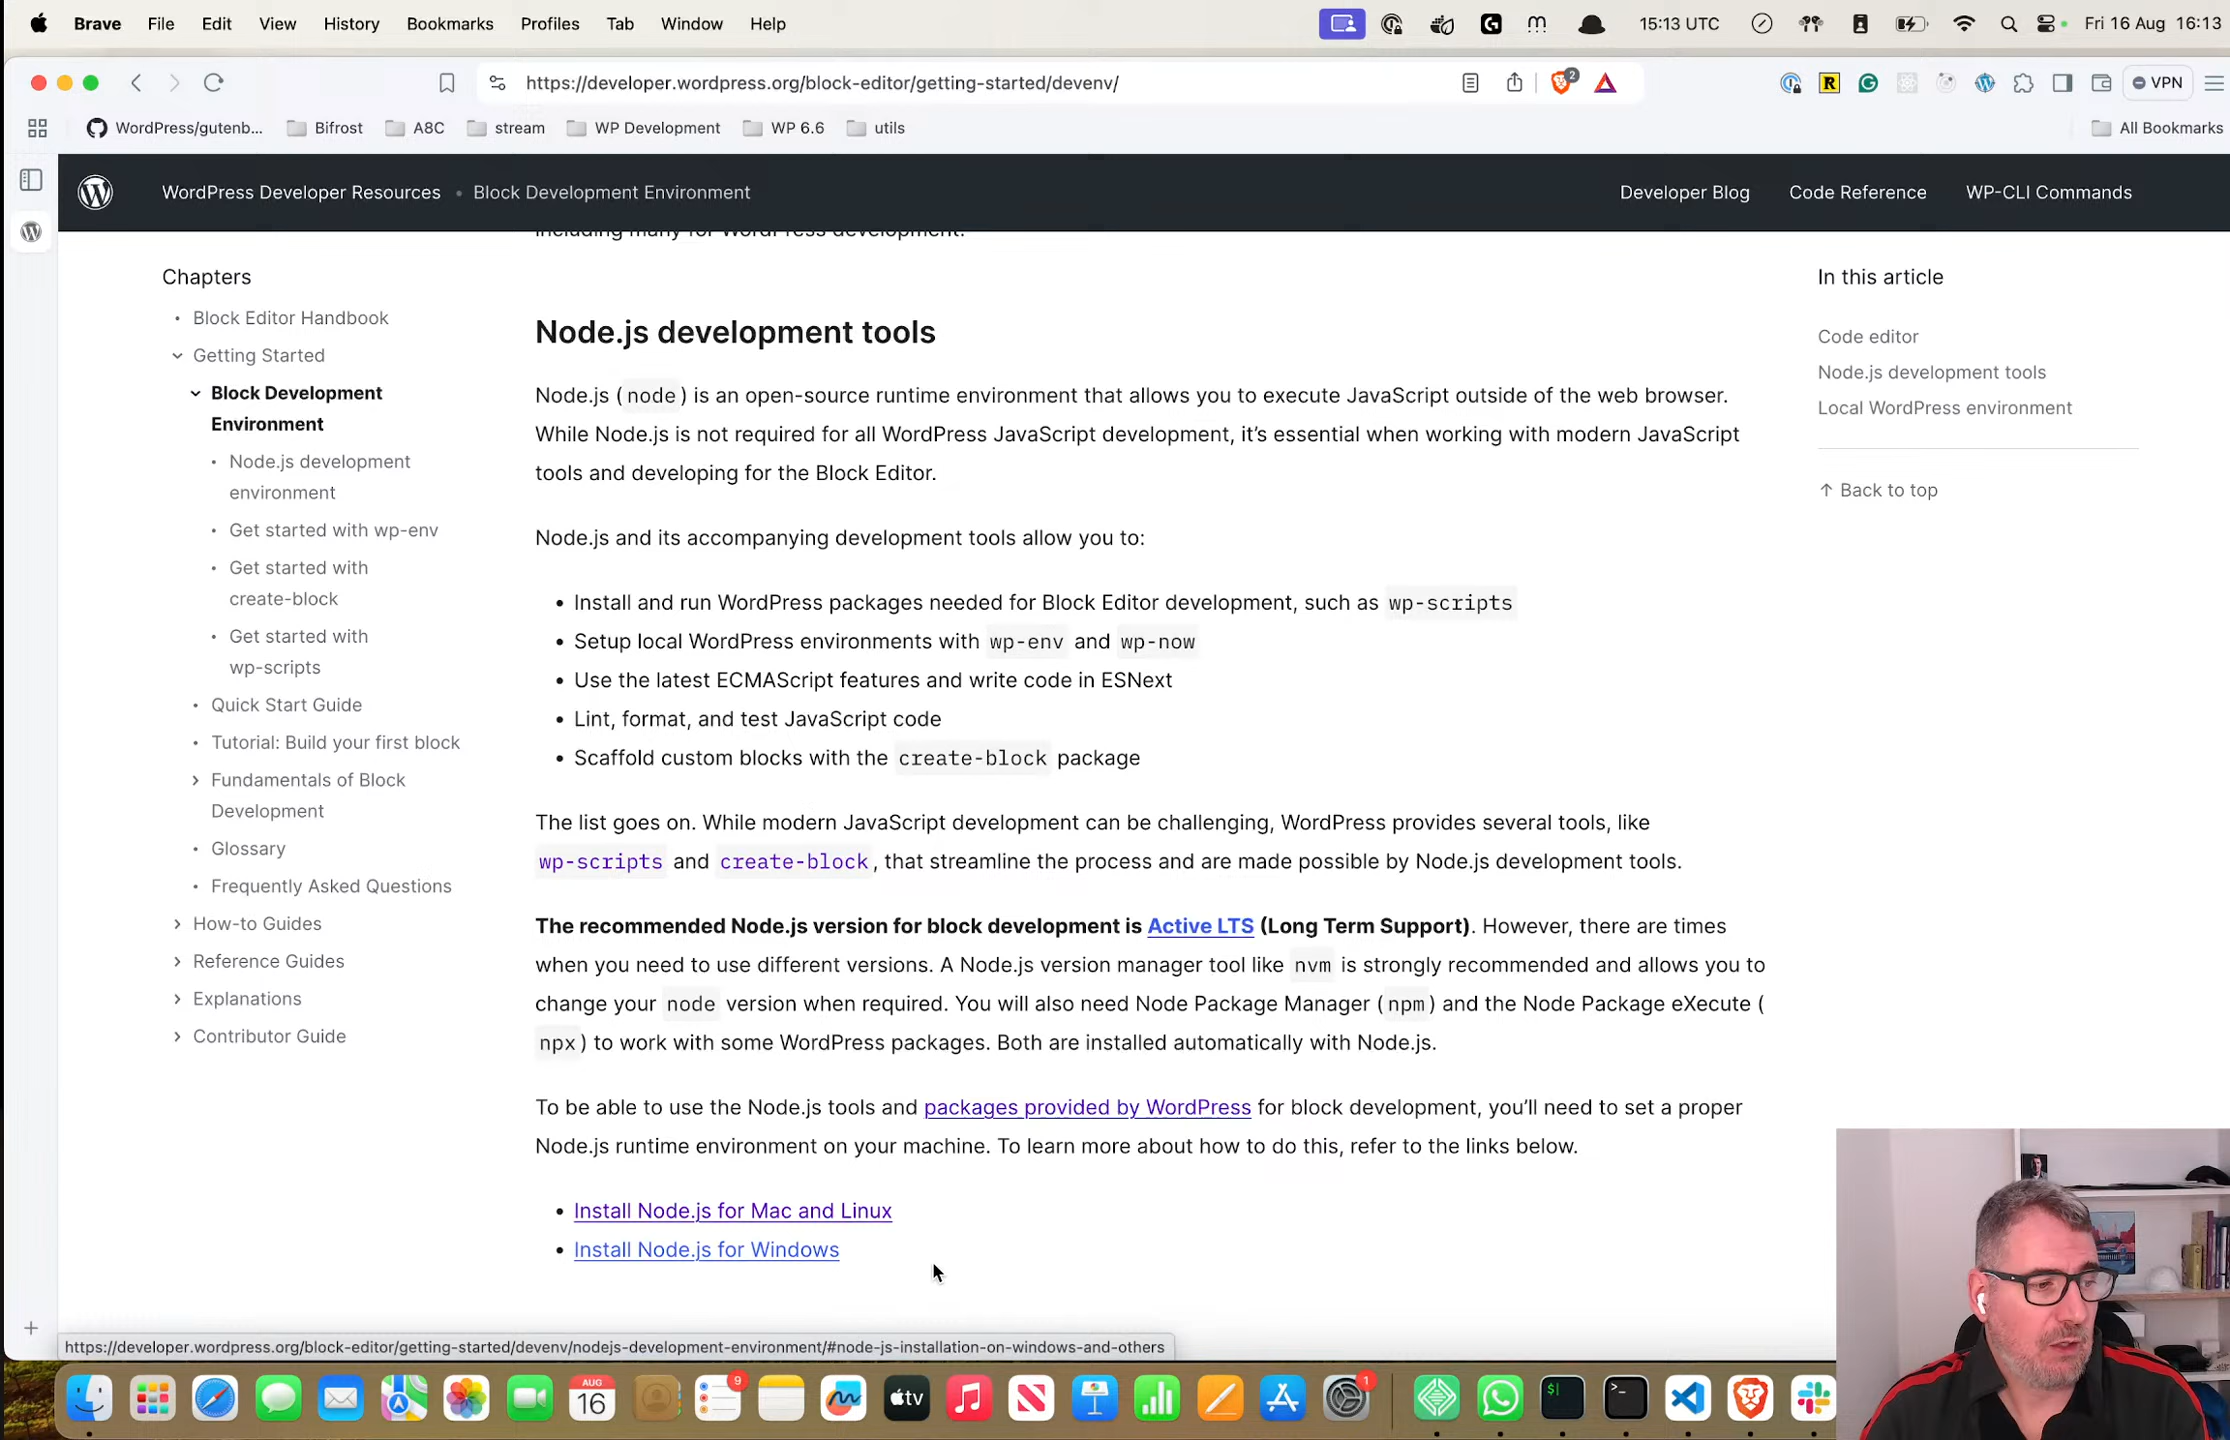 Brave File Edit View History Bookmarks Profiles Tab Window Help 15:13 UTC Fri 16 Aug 16:13
https://developer.wordpress.org/block-editor/getting-started/devenv/ 2 VPN
WordPress/gutenb... Bifrost A8C stream WP Development WP 6.6 utils All Bookmarks
WordPress Developer Resources • Block Development Environment Developer Blog Code Reference WP-CLI Commands
Chapters
Block Editor Handbook
Getting Started
Block Development
Environment
Node.js development
environment
Get started with wp-env
Get started with
create-block
Get started with
wp-scripts
Quick Start Guide
Tutorial: Build your first block
Fundamentals of Block
Development
Glossary
Frequently Asked Questions
How-to Guides
Reference Guides
Explanations
Contributor Guide
including many for WordPress development.
Node.js development tools
Node.js (node) is an open-source runtime environment that allows you to execute JavaScript outside of the web browser.
While Node.js is not required for all WordPress JavaScript development, it’s essential when working with modern JavaScript
tools and developing for the Block Editor.
Node.js and its accompanying development tools allow you to:
• Install and run WordPress packages needed for Block Editor development, such as wp-scripts
• Setup local WordPress environments with wp-env and wp-now
• Use the latest ECMAScript features and write code in ESNext
• Lint, format, and test JavaScript code
• Scaffold custom blocks with the create-block package
The list goes on. While modern JavaScript development can be challenging, WordPress provides several tools, like
wp-scripts and create-block, that streamline the process and are made possible by Node.js development tools.
The recommended Node.js version for block development is Active LTS (Long Term Support). However, there are times
when you need to use different versions. A Node.js version manager tool like nvm is strongly recommended and allows you to
change your node version when required. You will also need Node Package Manager (npm) and the Node Package eXecute (
npx) to work with some WordPress packages. Both are installed automatically with Node.js.
To be able to use the Node.js tools and packages provided by WordPress for block development, you’ll need to set a proper
Node.js runtime environment on your machine. To learn more about how to do this, refer to the links below.
• Install Node.js for Mac and Linux
• Install Node.js for Windows
In this article
Code editor
Node.js development tools
Local WordPress environment
↑ Back to top
https://developer.wordpress.org/block-editor/getting-started/devenv/nodejs-development-environment/#node-js-installation-on-windows-and-others
AUG
16
9
tv
1